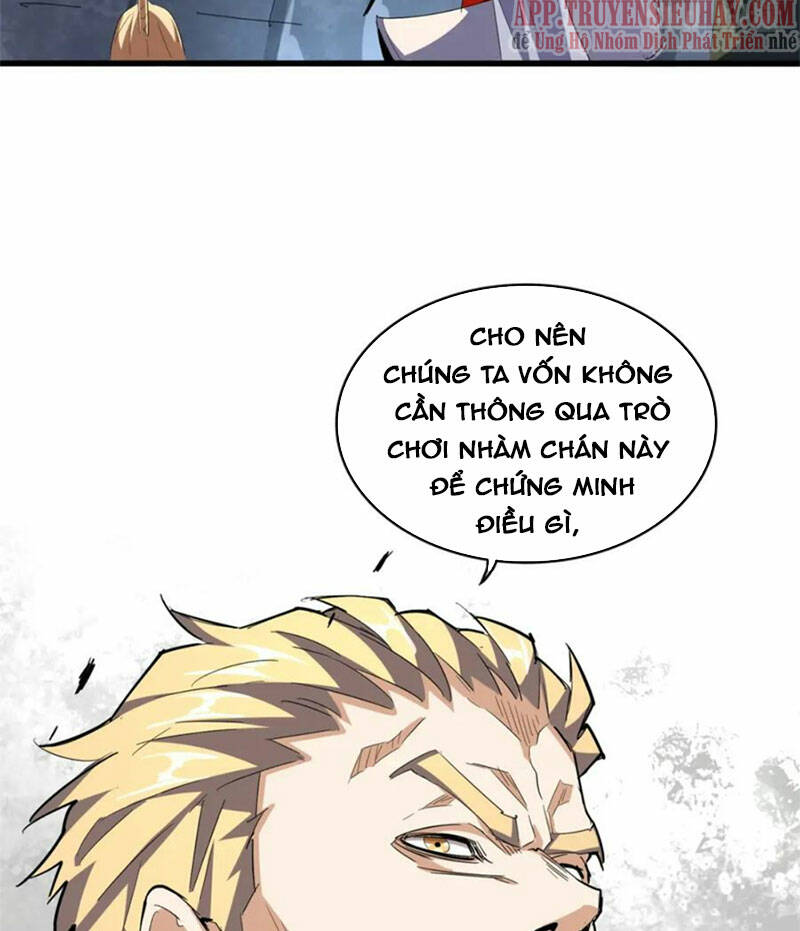 APP.TRUYENSIEUHAY.COM
để Ủng Hộ Nhóm Dịch Phát Triển nhé
CHO NÊN
CHÚNG TA VỐN KHÔNG
CẦN THÔNG QUA TRÒ
CHƠI NHÀM CHÁN NÀY
ĐỂ CHỨNG MINH
ĐIỀU GÌ,